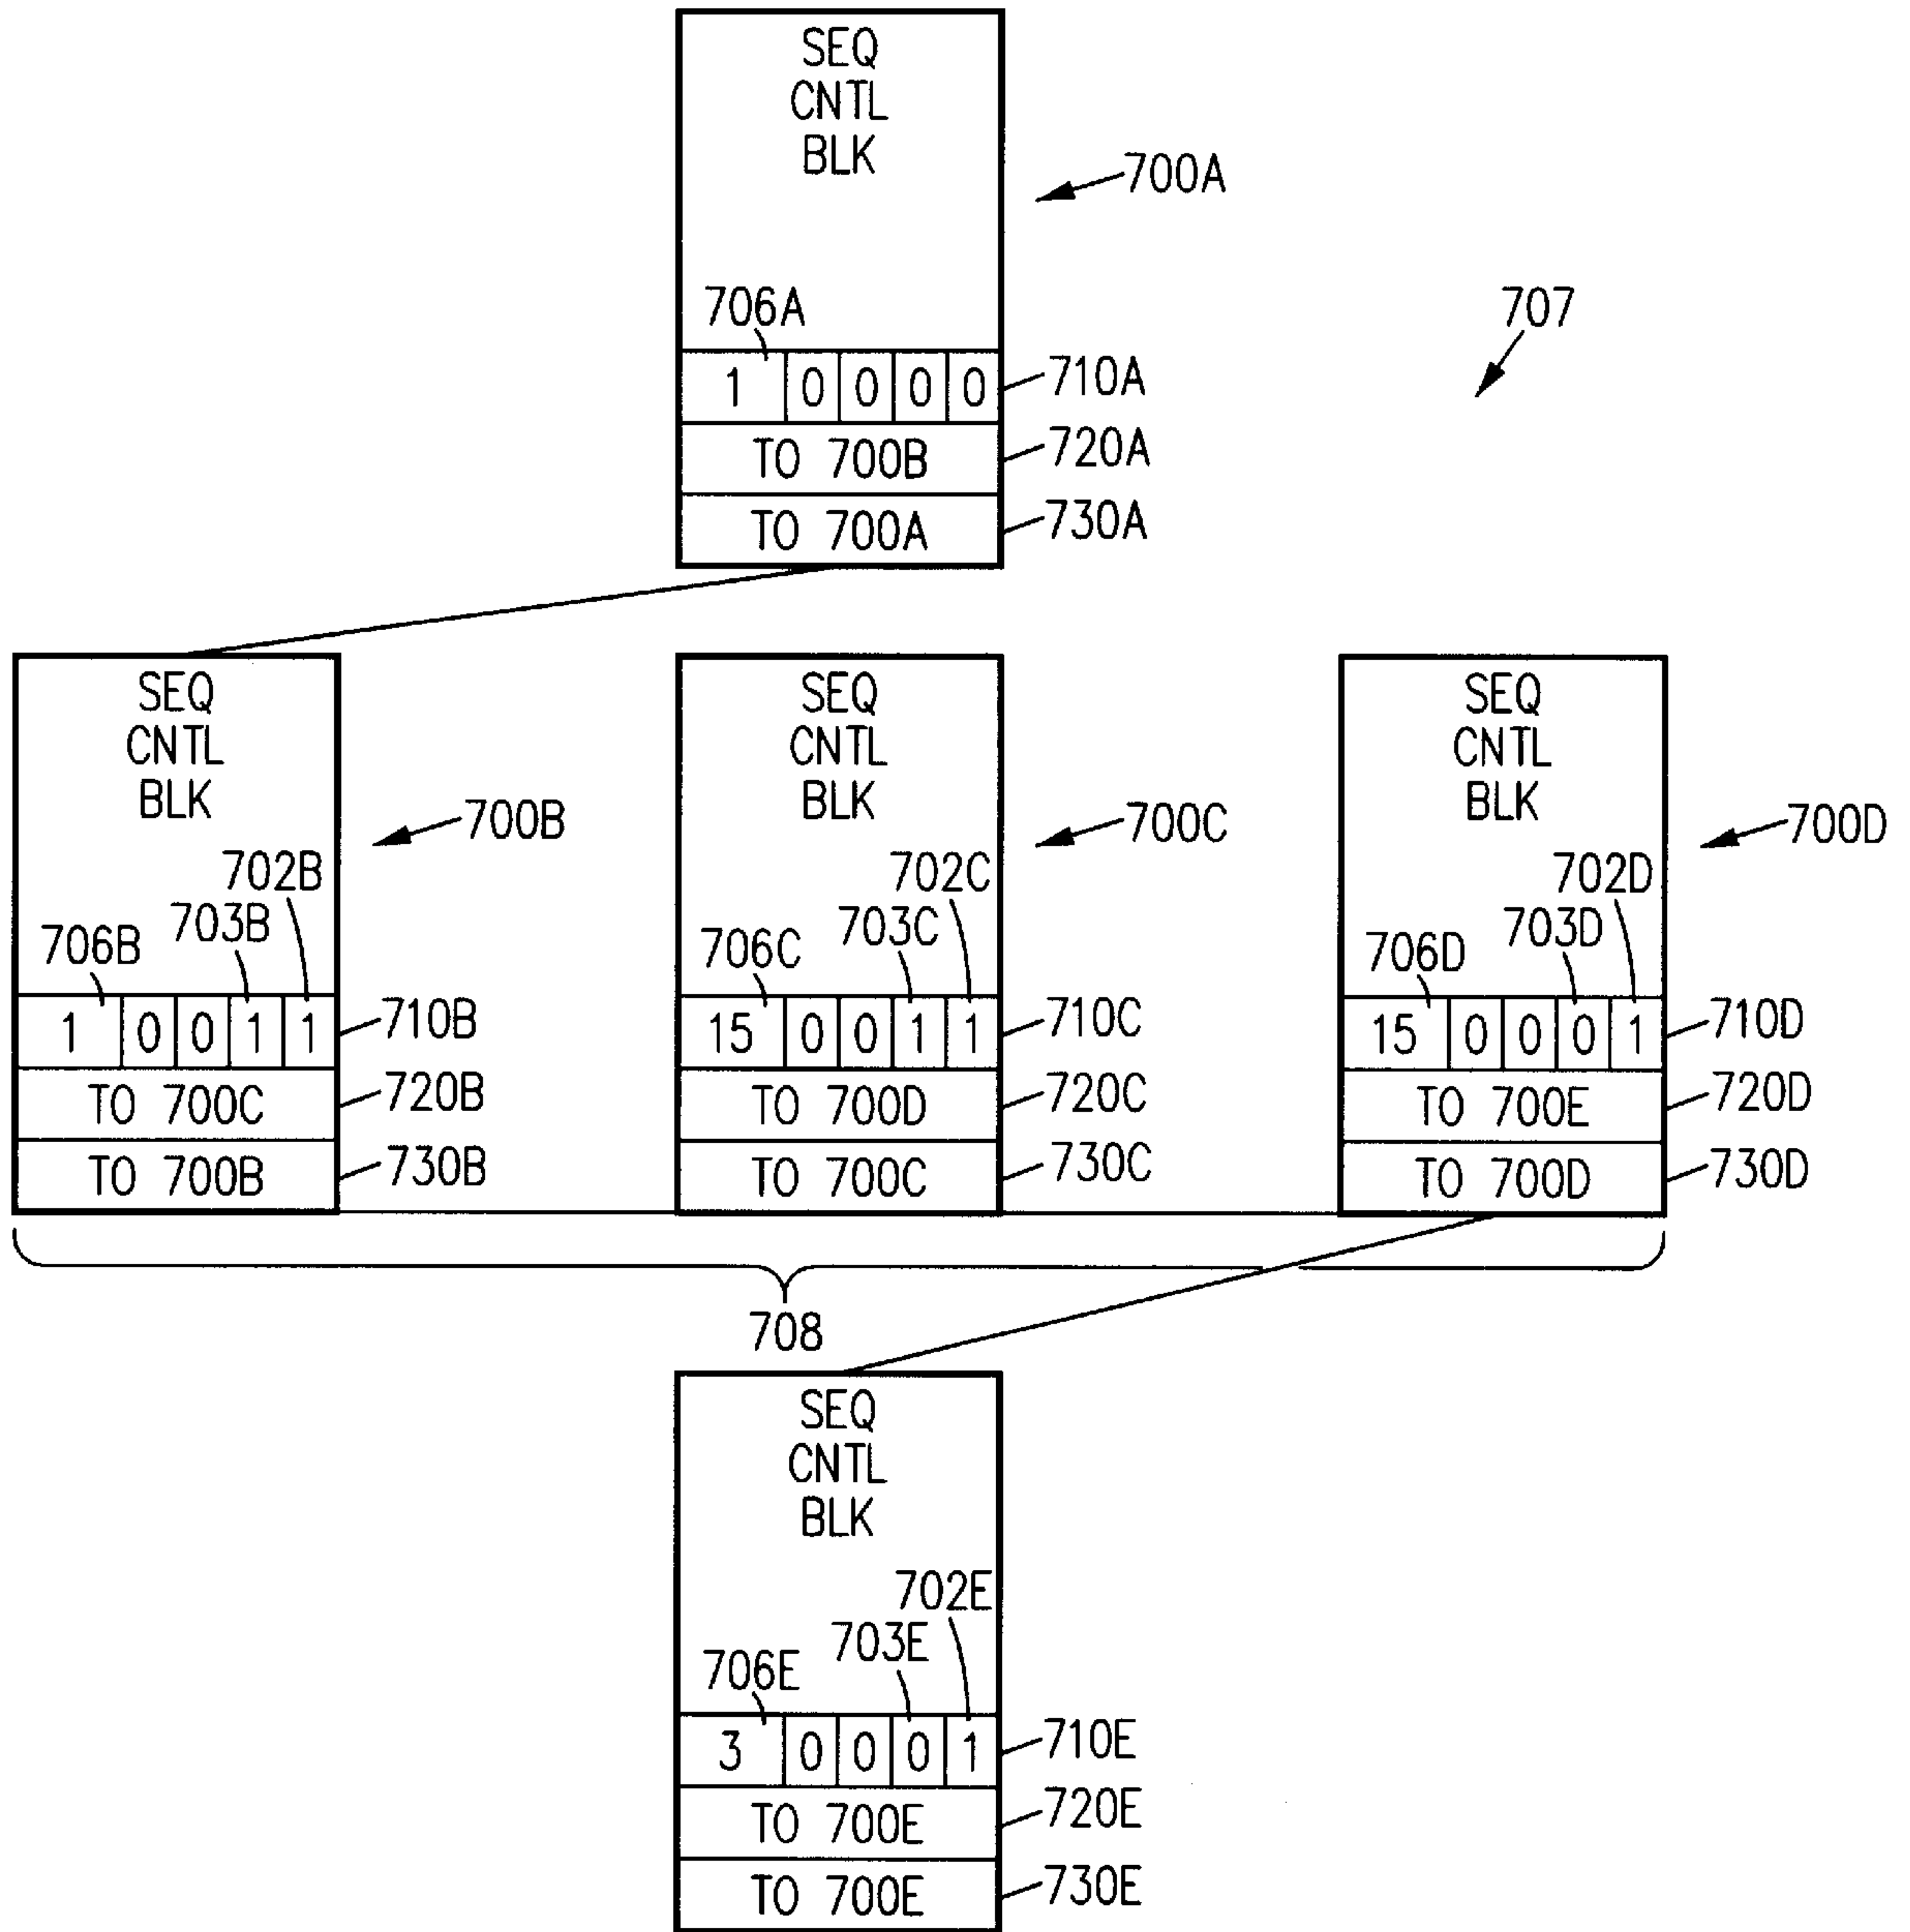 SEQ
CNTL
BLK
700A
706A
707
1 0 0 0 0
710A
TO 700B
720A
TO 700A
730A
SEQ
CNTL
BLK
700B
702B
703B
706B
1 0 0 1 1
710B
TO 700C
720B
TO 700B
730B
SEQ
CNTL
BLK
700C
702C
703C
706C
15 0 0 1 1
710C
TO 700D
720C
TO 700C
730C
SEQ
CNTL
BLK
700D
702D
703D
706D
15 0 0 0 1
710D
TO 700E
720D
TO 700D
730D
708
SEQ
CNTL
BLK
702E
703E
706E
3 0 0 0 1
710E
TO 700E
720E
TO 700E
730E